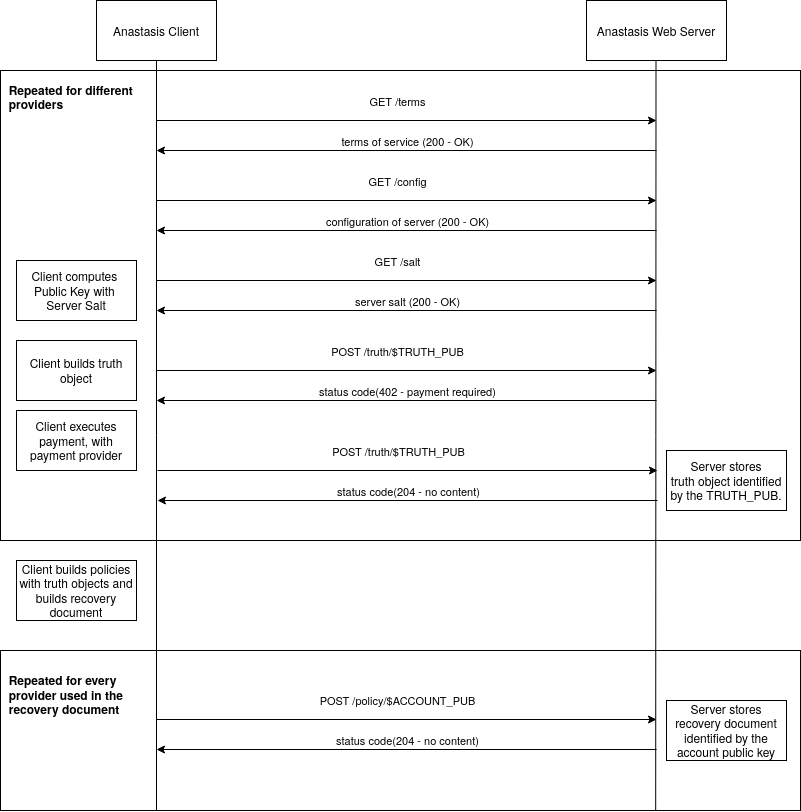 Anastasis Client
Anastasis Web Server
Repeated for different
providers
GET /terms
terms of service (200 - OK)
GET /config
configuration of server (200 - OK)
GET /salt
Client computes
Public Key with
Server Salt
server salt (200 - OK)
POST /truth/$TRUTH_PUB
Client builds truth
object
status code(402 - payment required)
Client executes
payment, with
payment provider
POST /truth/$TRUTH_PUB
Server stores
truth object identified
by the TRUTH_PUB.
status code(204 - no content)
Client builds policies
with truth objects and
builds recovery
document
Repeated for every
provider used in the
recovery document
POST /policy/$ACCOUNT_PUB
Server stores
recovery document
identified by the
account public key
status code(204 - no content)